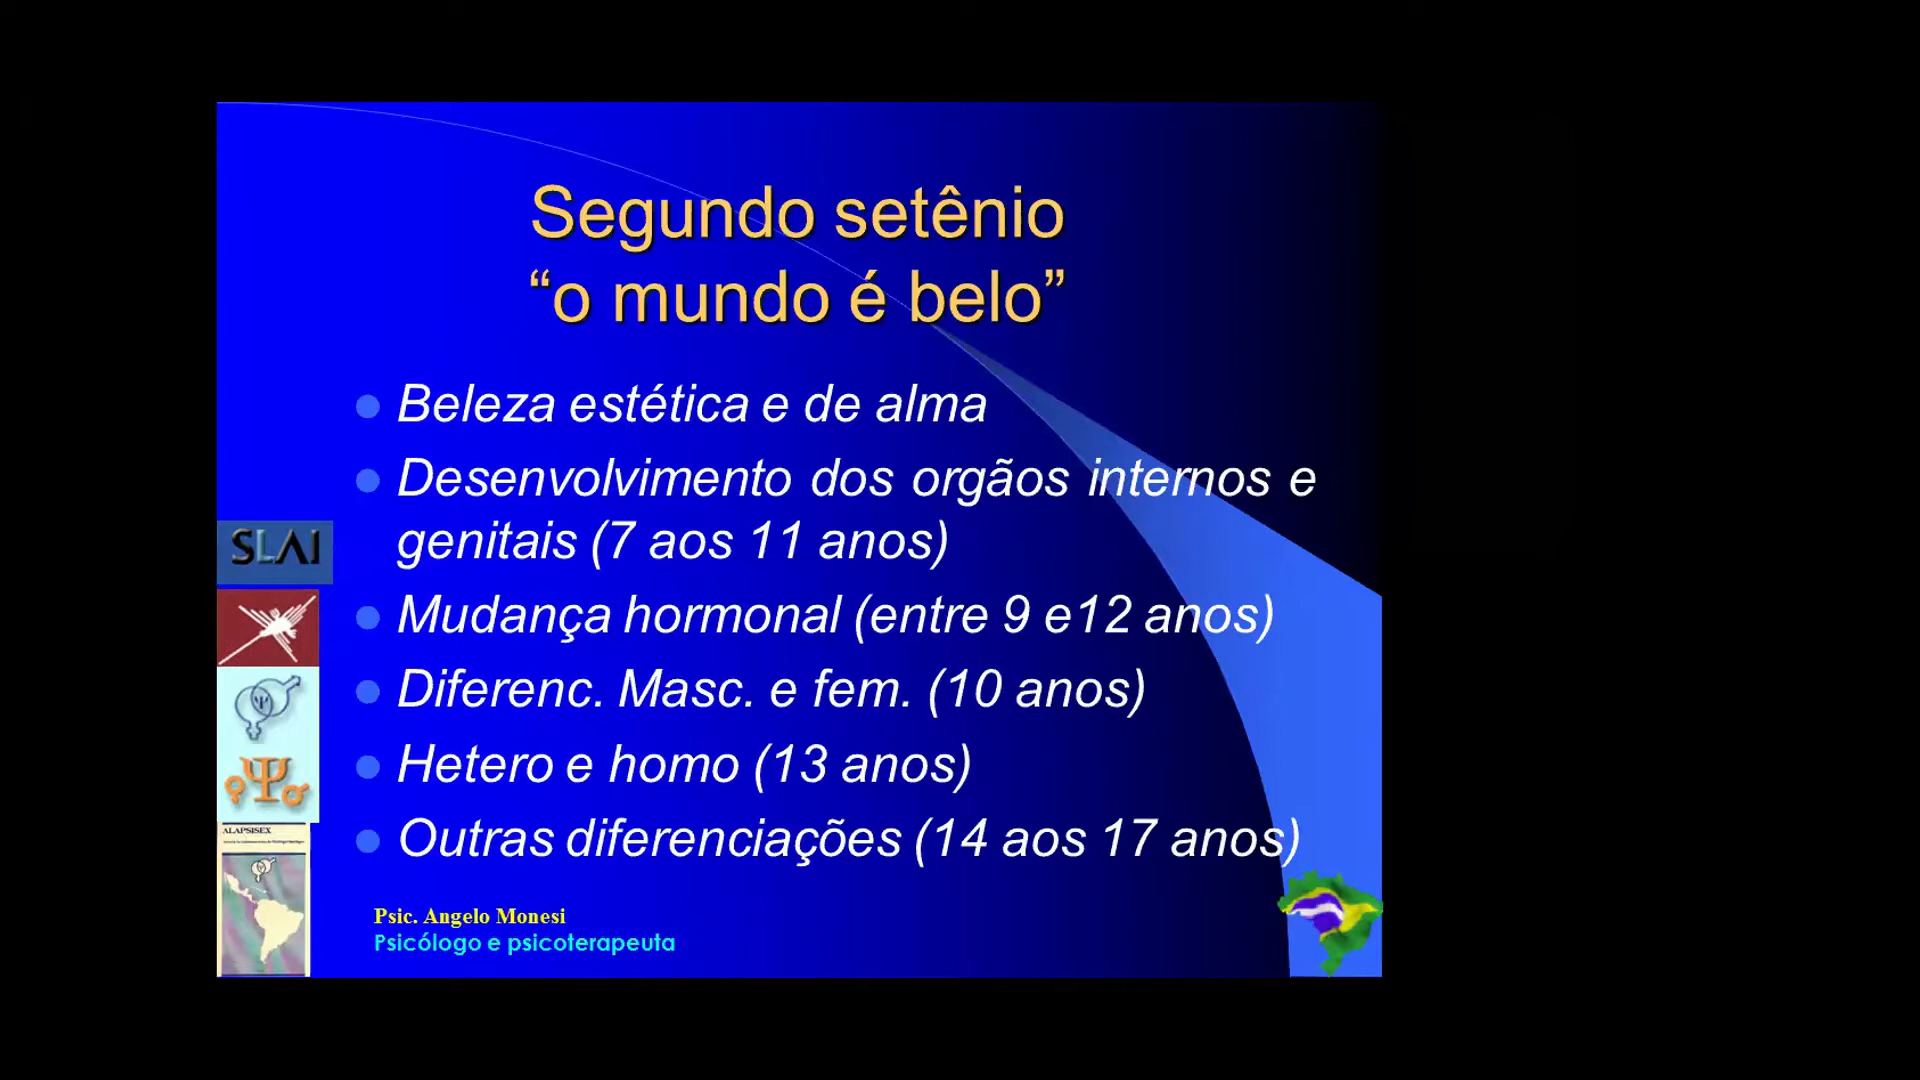 Segundo setênio
“o mundo é belo”
Beleza estética e de alma
Desenvolvimento dos orgãos internos e
genitais (7 aos 11 anos)
Mudança hormonal (entre 9 e12 anos)
Diferenc. Masc. e fem. (10 anos)
Hetero e homo (13 anos)
Outras diferenciações (14 aos 17 anos)
SLAI
ALAPSISEX
Psic. Angelo Monesi
Psicólogo e psicoterapeuta